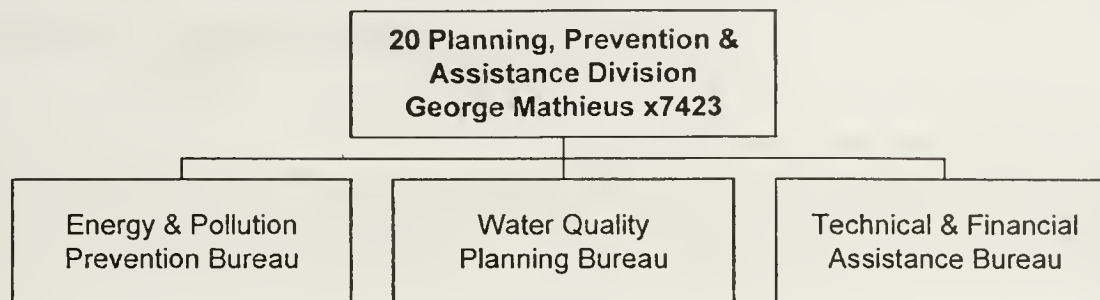 20 Planning, Prevention &
Assistance Division
George Mathieus x7423
Energy & Pollution
Prevention Bureau
Water Quality
Planning Bureau
Technical & Financial
Assistance Bureau